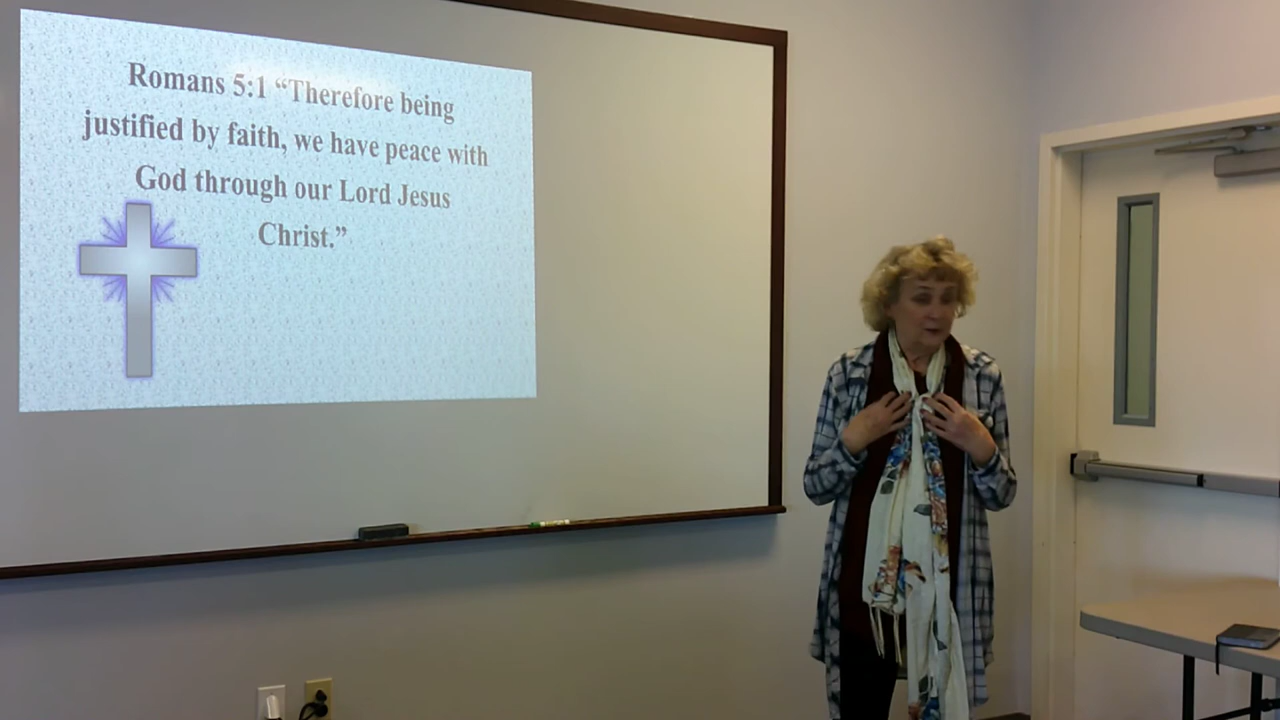 Romans 5:1 “Therefore being
justified by faith, we have peace with
God through our Lord Jesus
Christ.”